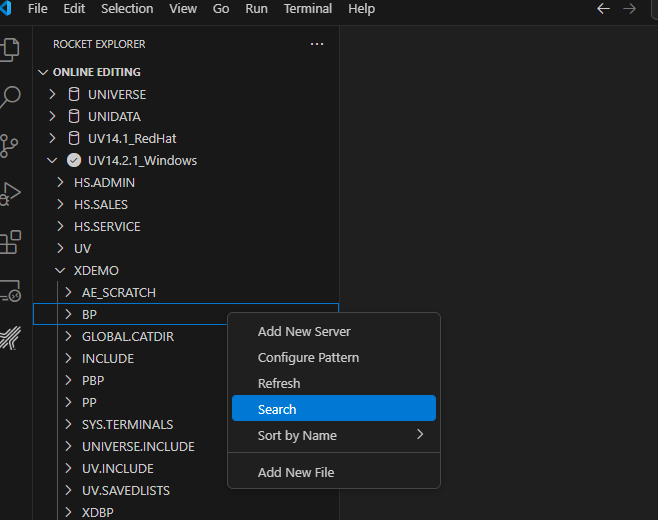 File Edit Selection View Go Run Terminal Help
ROCKET EXPLORER
ONLINE EDITING
UNIVERSE
UNIDATA
UV14.1_RedHat
UV14.2.1_Windows
HS.ADMIN
HS.SALES
HS.SERVICE
UV
XDEMO
AE_SCRATCH
BP
GLOBAL.CATDIR
INCLUDE
PBP
PP
SYS.TERMINALS
UNIVERSE.INCLUDE
UV.INCLUDE
UV.SAVEDLISTS
XDBP
Add New Server
Configure Pattern
Refresh
Search
Sort by Name
Add New File